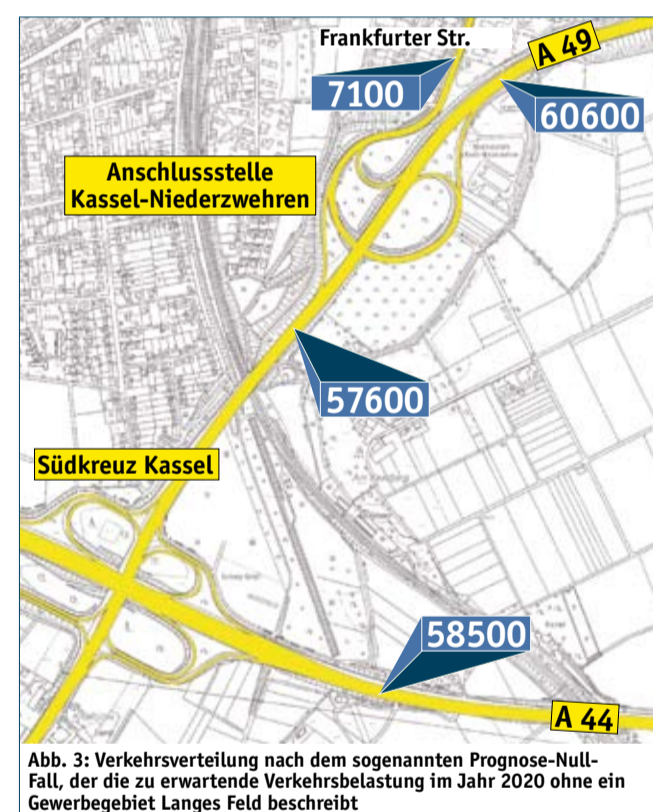 Frankfurter Str.
A 49
7100
60600
Anschlussstelle
Kassel-Niederzwehren
57600
Südkreuz Kassel
58500
A 44
Abb. 3: Verkehrsverteilung nach dem sogenannten Prognose-Null-
Fall, der die zu erwartende Verkehrsbelastung im Jahr 2020 ohne ein
Gewerbegebiet Langes Feld beschreibt